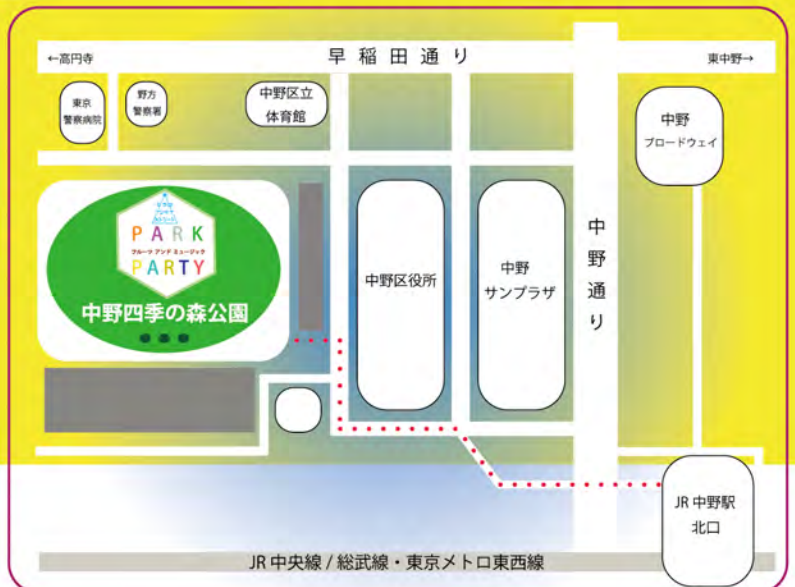 早稲田通り
←高円寺
東中野→
東京
警察病院
野方
警察署
中野区立
体育館
中野
ブロードウェイ
PARK
フルーツ アンド ミュージック
PARTY
中野四季の森公園
中野区役所
中野
サンプラザ
中野通り
JR 中野駅
北口
JR 中央線 / 総武線・東京メトロ東西線